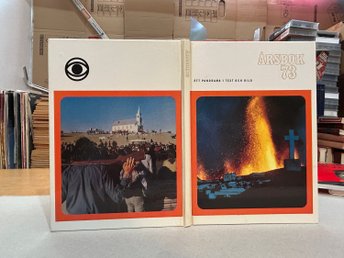 ÅRSBOK
73
ETT PANORAMA I TEXT OCH BILD